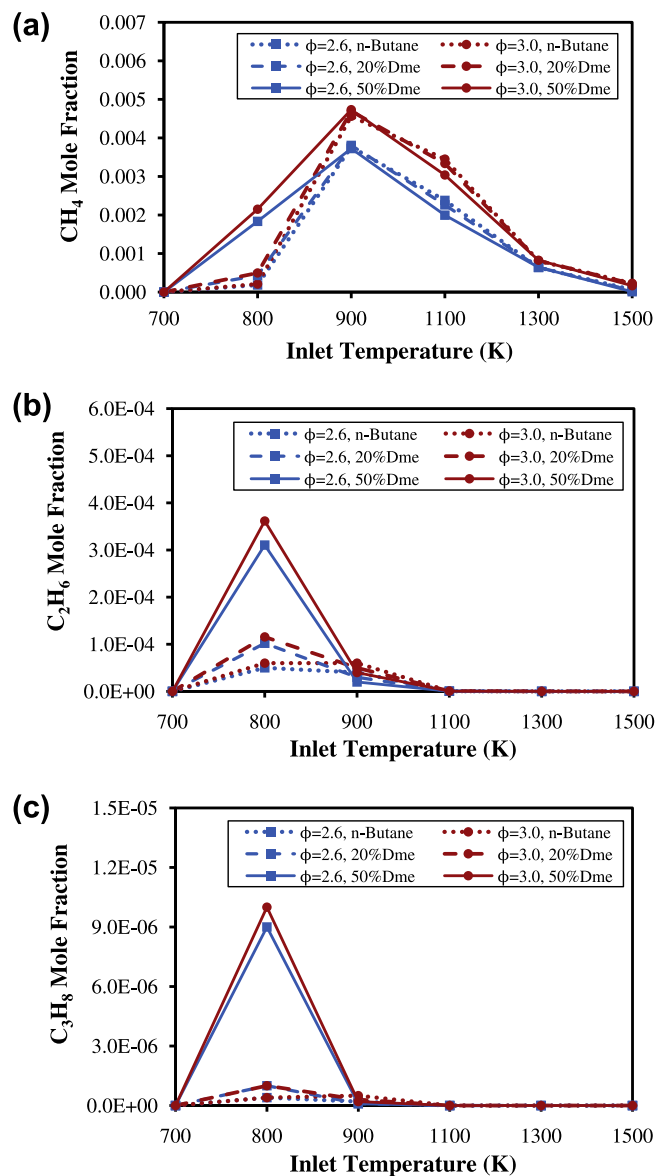 (a)
0.007
0.006
0.005
0.004
0.003
0.002
0.001
0.000
CH4 Mole Fraction
ϕ=2.6, n-Butane ϕ=3.0, n-Butane
ϕ=2.6, 20%Dme ϕ=3.0, 20%Dme
ϕ=2.6, 50%Dme ϕ=3.0, 50%Dme
700 800 900 1100 1300 1500
Inlet Temperature (K)
(b)
6.0E-04
5.0E-04
4.0E-04
3.0E-04
2.0E-04
1.0E-04
0.0E+00
C2H6 Mole Fraction
ϕ=2.6, n-Butane ϕ=3.0, n-Butane
ϕ=2.6, 20%Dme ϕ=3.0, 20%Dme
ϕ=2.6, 50%Dme ϕ=3.0, 50%Dme
700 800 900 1100 1300 1500
Inlet Temperature (K)
(c)
1.5E-05
1.2E-05
9.0E-06
6.0E-06
3.0E-06
0.0E+00
C3H8 Mole Fraction
ϕ=2.6, n-Butane ϕ=3.0, n-Butane
ϕ=2.6, 20%Dme ϕ=3.0, 20%Dme
ϕ=2.6, 50%Dme ϕ=3.0, 50%Dme
700 800 900 1100 1300 1500
Inlet Temperature (K)